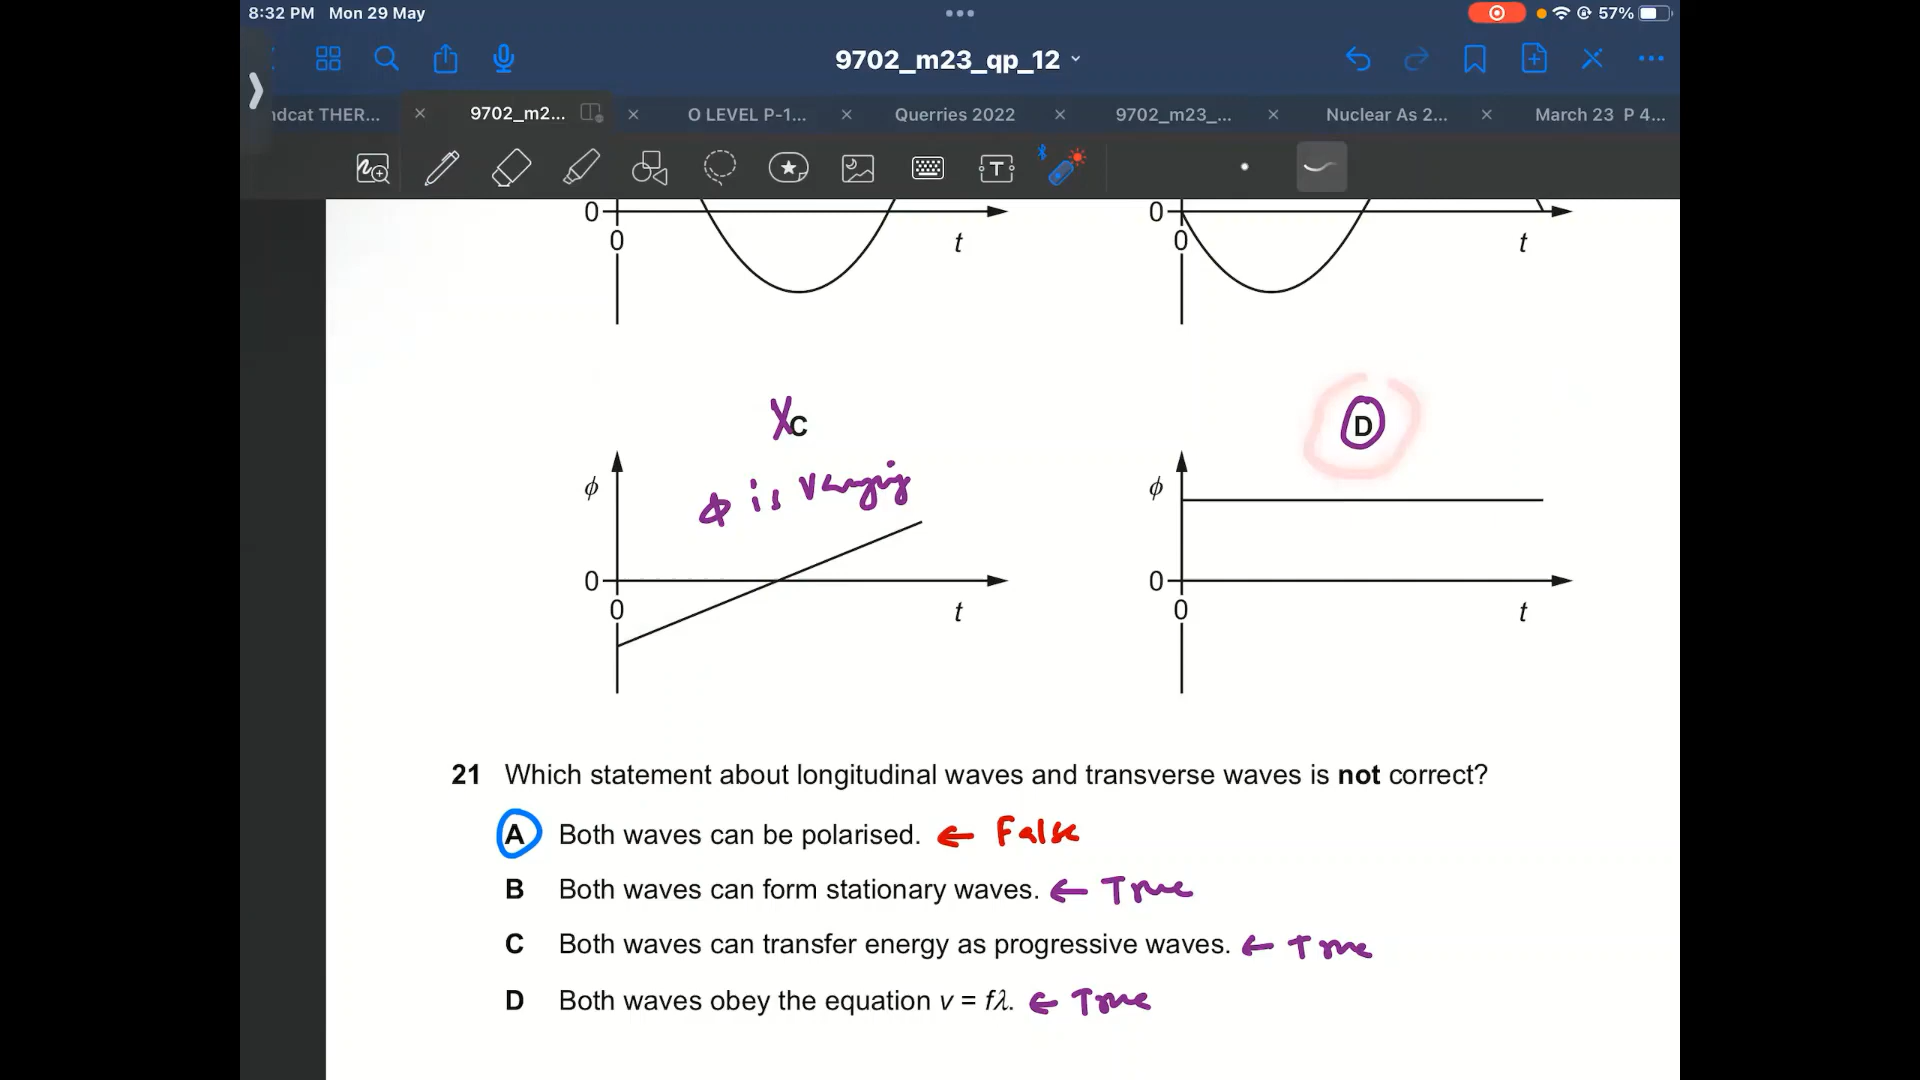 8:32 PM Mon 29 May 57%
9702_m23_qp_12
ndcat THER... 9702_m2... O LEVEL P-1... Querries 2022 9702_m23_... Nuclear As 2... March 23 P 4...
0 0 t
0 0 t
X C
ϕ ϕ is Varying
0 0 t
D
ϕ
0 0 t
21 Which statement about longitudinal waves and transverse waves is not correct?
A Both waves can be polarised. ← False
B Both waves can form stationary waves. ← True
C Both waves can transfer energy as progressive waves. ← True
D Both waves obey the equation v = fλ. ← True